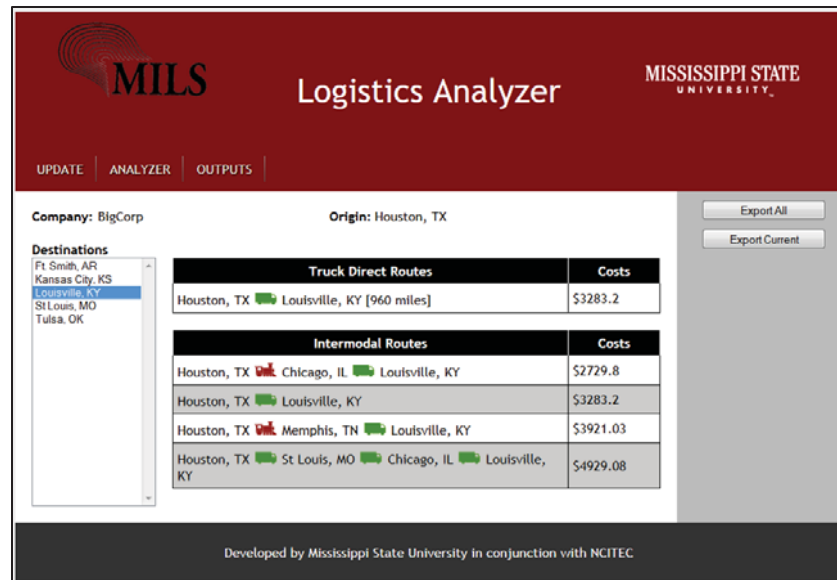 MILS
Logistics Analyzer
MISSISSIPPI STATE
UNIVERSITY™
UPDATE ANALYZER OUTPUTS
Company: BigCorp
Origin: Houston, TX
Export All
Export Current
Destinations
Ft. Smith, AR
Kansas City, KS
Louisville, KY
St Louis, MO
Tulsa, OK
Truck Direct Routes Costs
Houston, TX Louisville, KY [960 miles] $3283.2
Intermodal Routes Costs
Houston, TX Chicago, IL Louisville, KY $2729.8
Houston, TX Louisville, KY $3283.2
Houston, TX Memphis, TN Louisville, KY $3921.03
Houston, TX St Louis, MO Chicago, IL Louisville, $4929.08
KY
Developed by Mississippi State University in conjunction with NCITEC